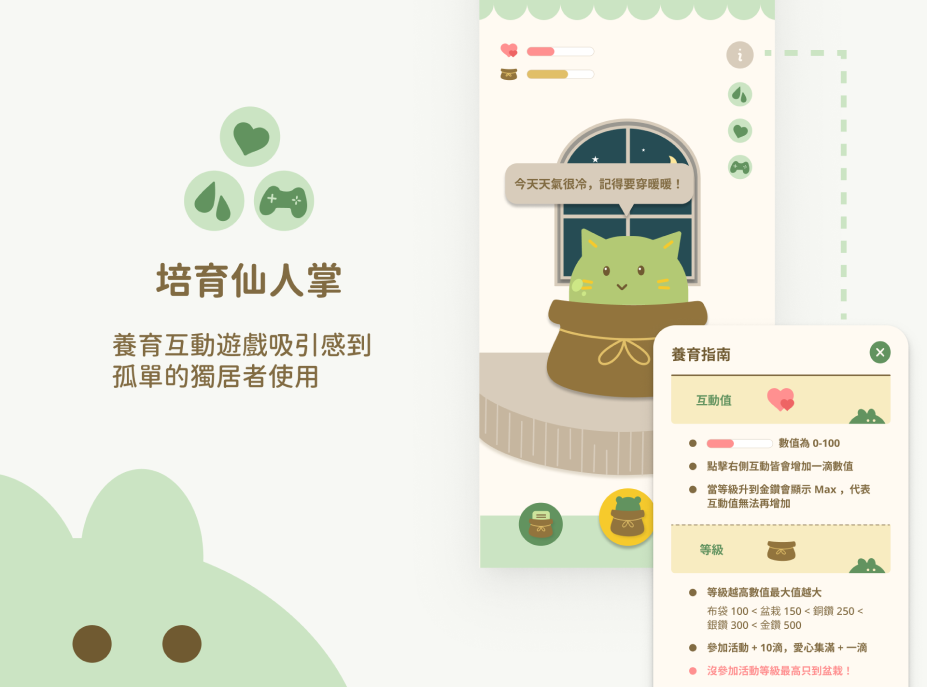 培育仙人掌
養育互動遊戲吸引感到
孤單的獨居者使用
i
今天天氣很冷，記得要穿暖暖！
養育指南
互動值
數值為 0-100
點擊右側互動皆會增加一滴數值
當等級升到金鑽會顯示 Max ，代表
互動值無法再增加
等級
等級越高數值最大值越大
布袋 100 < 盆栽 150 < 銅鑽 250 <
銀鑽 300 < 金鑽 500
參加活動 + 10滴，愛心集滿 + 一滴
沒參加活動等級最高只到盆栽！